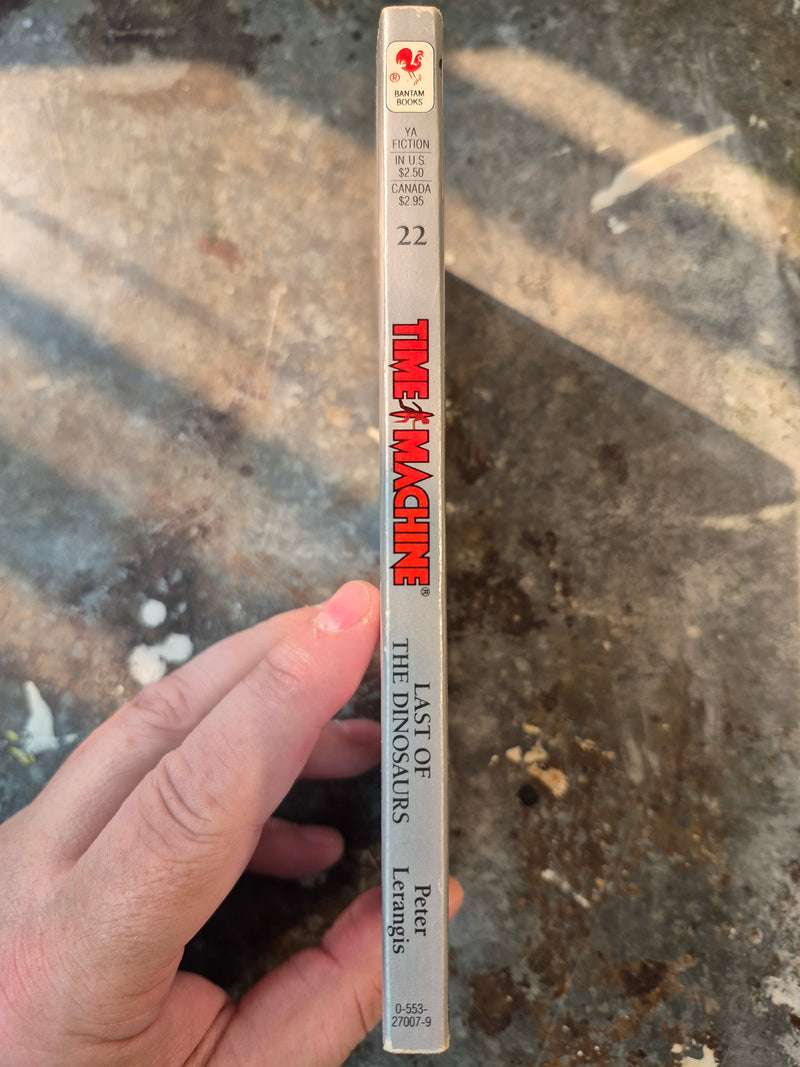 ®
BANTAM
BOOKS
YA
FICTION
IN U.S.
$2.50
CANADA
$2.95
22
TIME MACHINE®
LAST OF
THE DINOSAURS
Peter
Lerangis
0-553-
27007-9